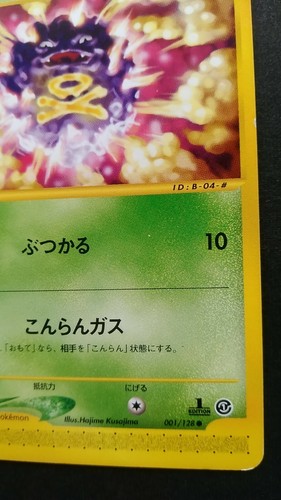 ID:B-04-#
ぶつかる 10
こんらんガス
「おもて」なら、相手を「こんらん」状態にする。
抵抗力 にげる
1
EDITION
okémon Illus.Hajime Kusajima 001/128 ●